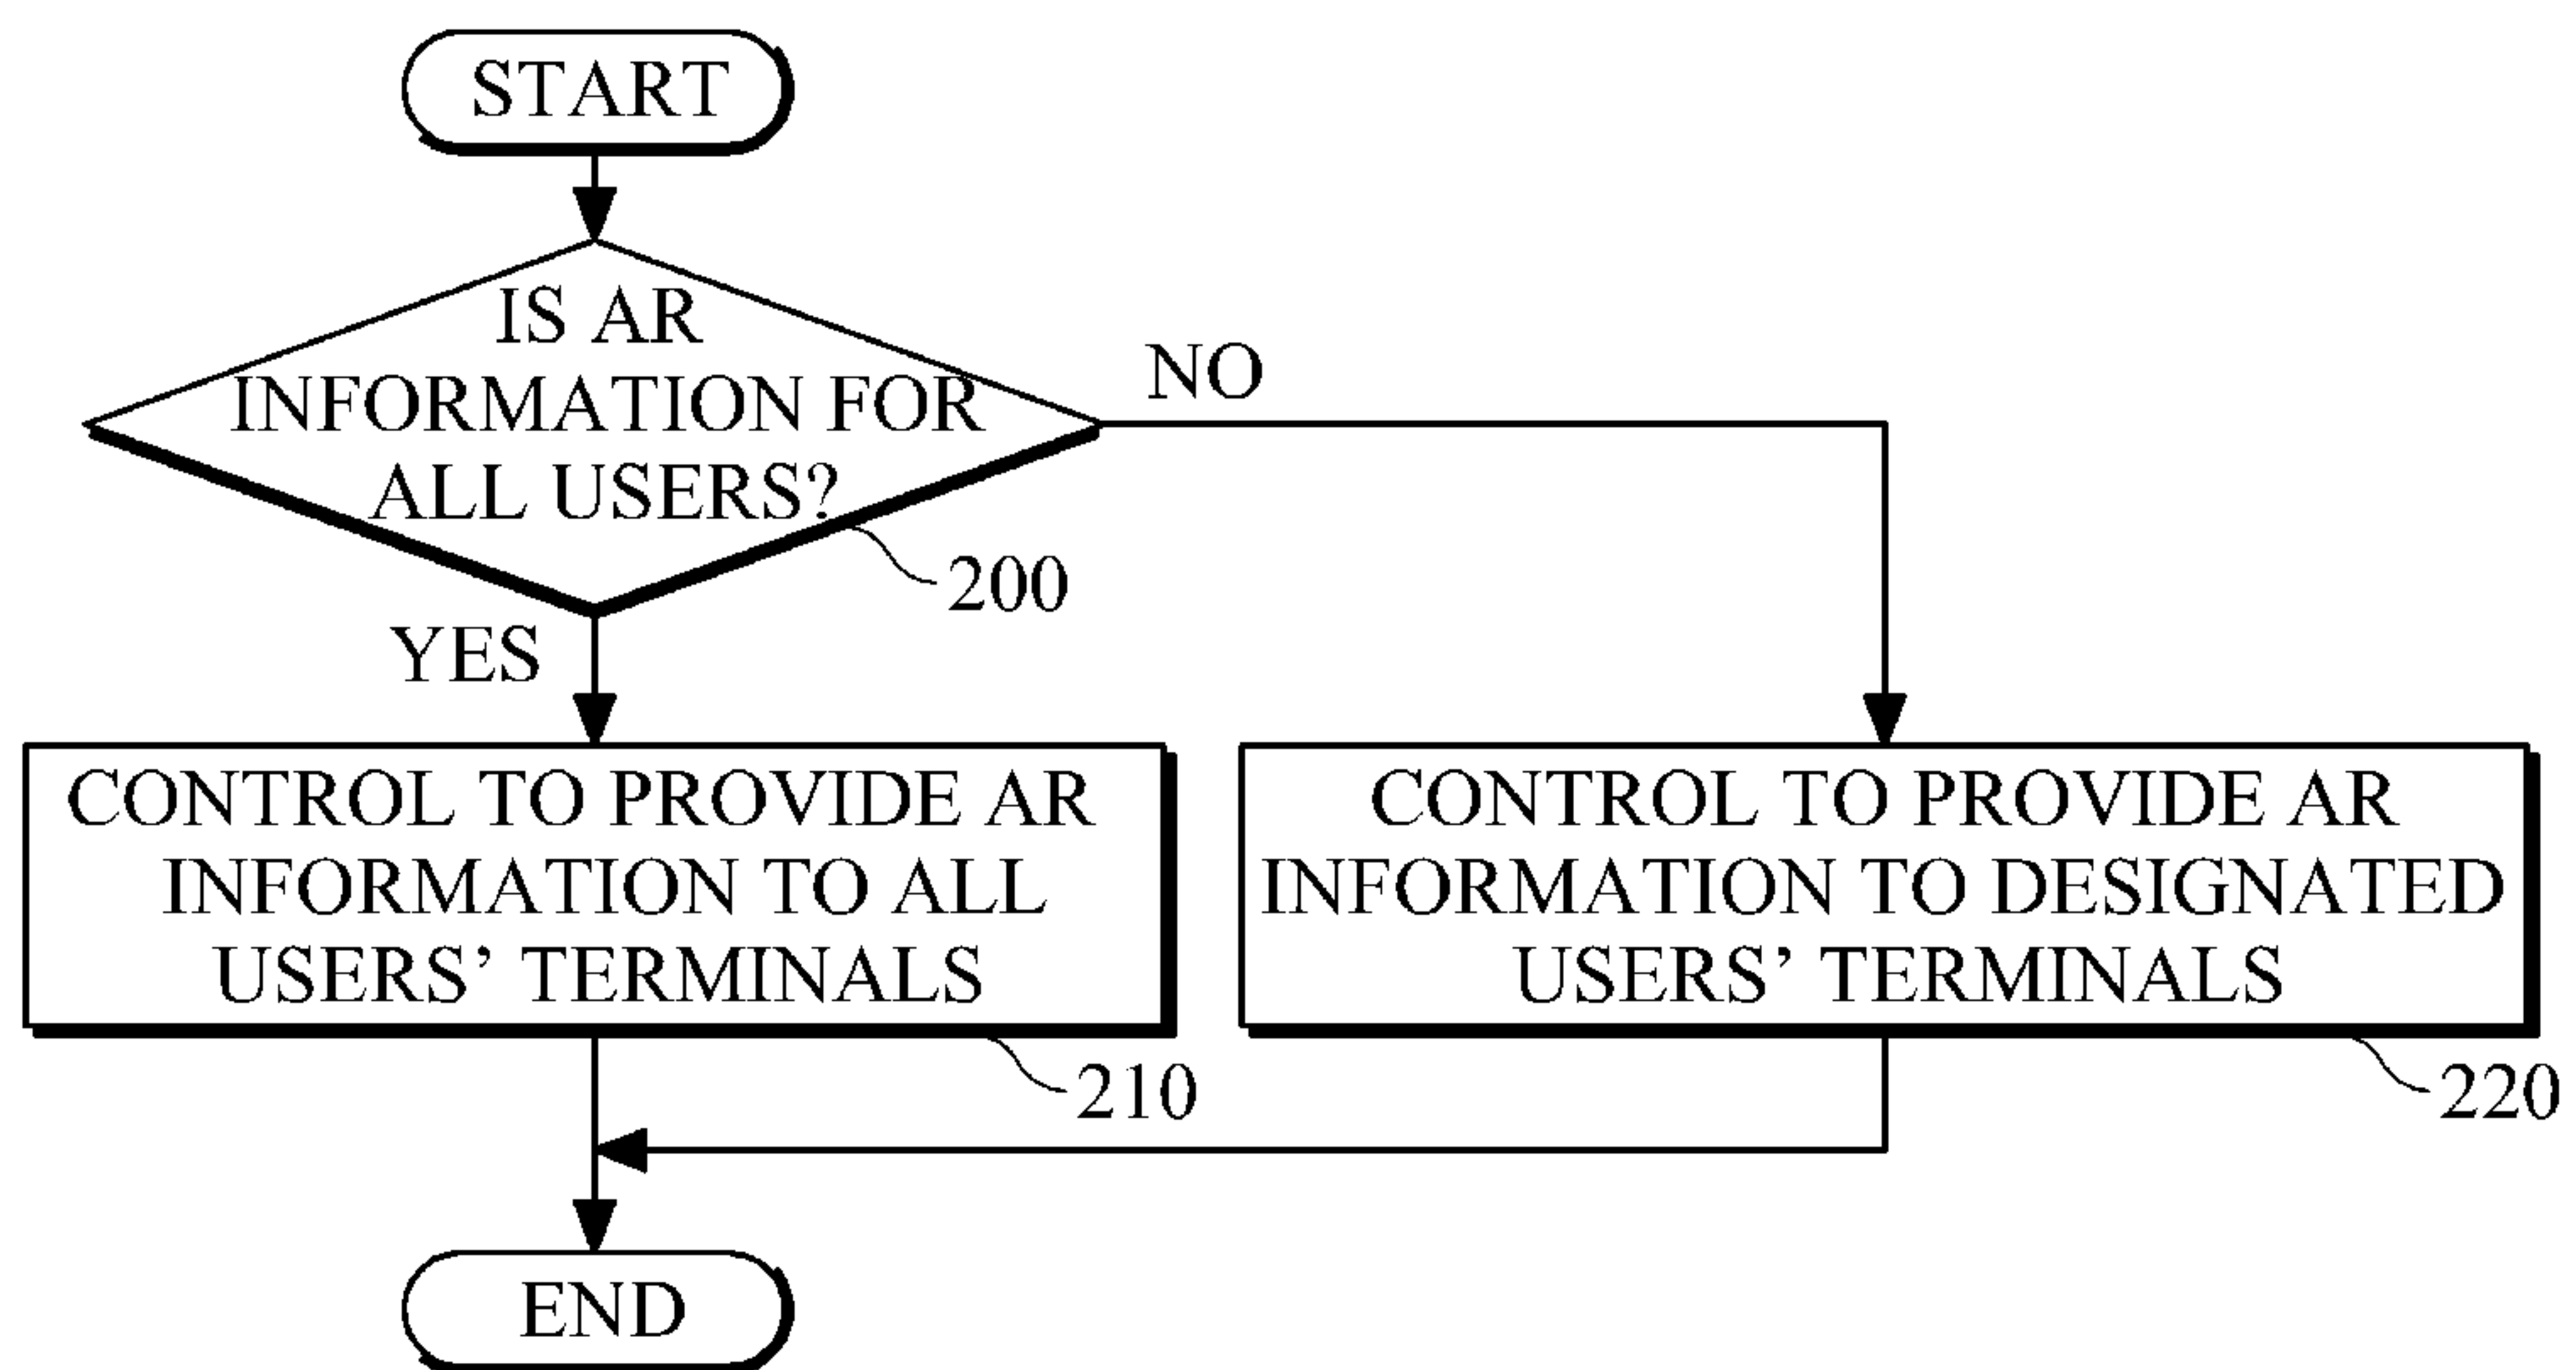 START
IS AR
INFORMATION FOR
ALL USERS?
NO
200
YES
CONTROL TO PROVIDE AR
INFORMATION TO ALL
USERS’ TERMINALS
210
CONTROL TO PROVIDE AR
INFORMATION TO DESIGNATED
USERS’ TERMINALS
220
END